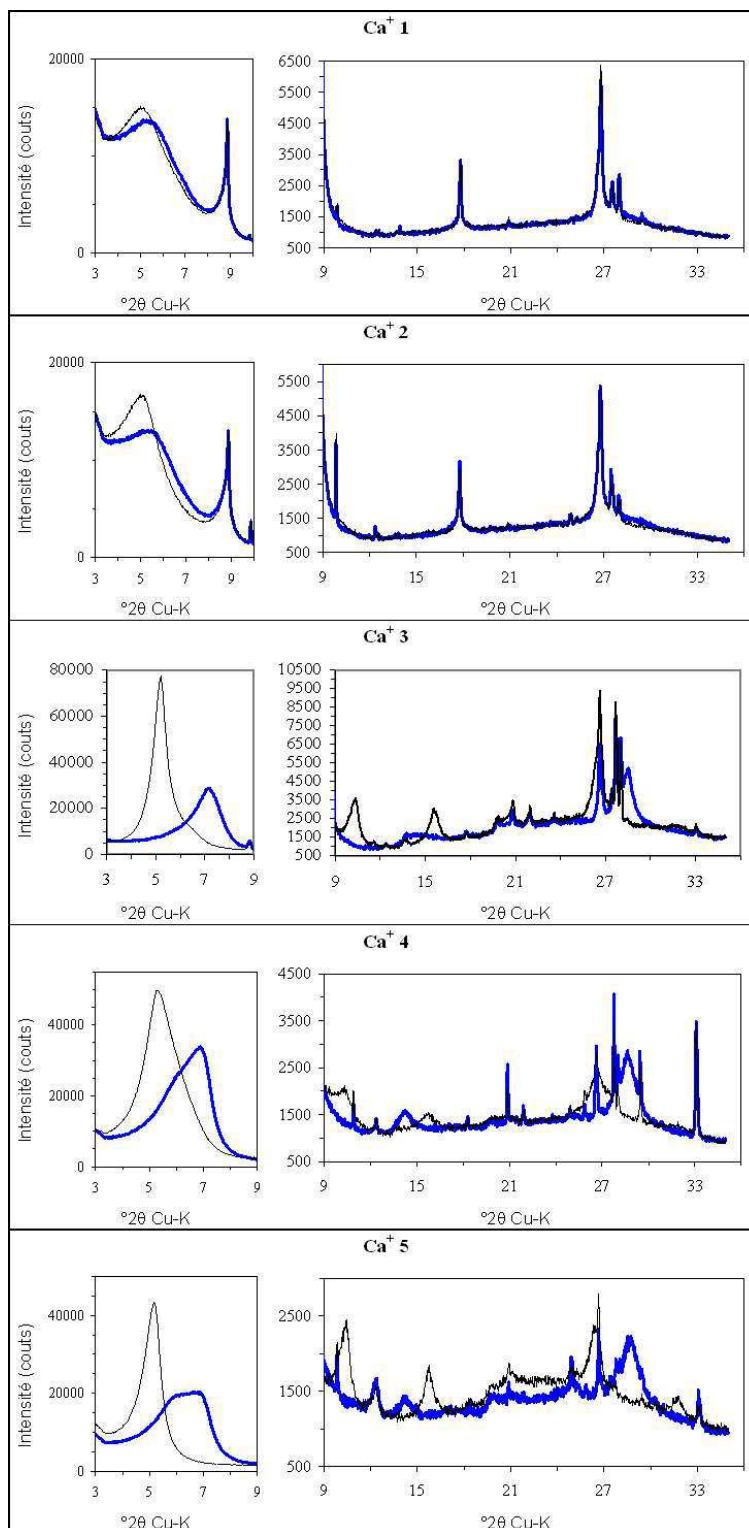 Ca+ 1
Intensité (couts)
20000
0
3 5 7 9
°2θ Cu-K
6500
5500
4500
3500
2500
1500
500
9 15 21 27 33
°2θ Cu-K
Ca+ 2
Intensité (couts)
20000
0
3 5 7 9
°2θ Cu-K
5500
4500
3500
2500
1500
500
9 15 21 27 33
°2θ Cu-K
Ca+ 3
Intensité (couts)
80000
60000
40000
20000
0
3 5 7 9
°2θ Cu-K
10500
9500
8500
7500
6500
5500
4500
3500
2500
1500
500
9 15 21 27 33
°2θ Cu-K
Ca+ 4
Intensité (couts)
40000
20000
0
3 5 7 9
°2θ Cu-K
4500
3500
2500
1500
500
9 15 21 27 33
°2θ Cu-K
Ca+ 5
Intensité (couts)
40000
20000
0
3 5 7 9
°2θ Cu-K
2500
1500
500
9 15 21 27 33
°2θ Cu-K